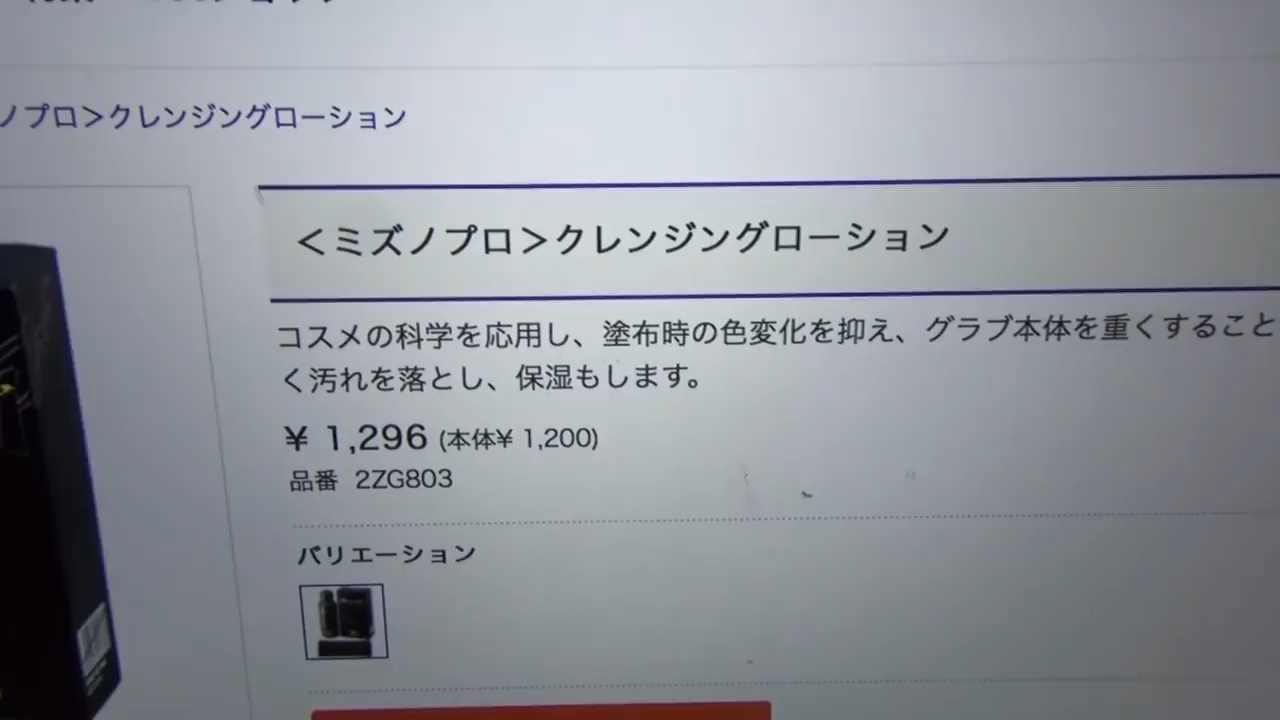 ノプロ＞クレンジングローション
＜ミズノプロ＞クレンジングローション
コスメの科学を応用し、塗布時の色変化を抑え、グラブ本体を重くすること
く汚れを落とし、保湿もします。
￥ 1,296 (本体￥ 1,200)
品番 2ZG803
バリエーション